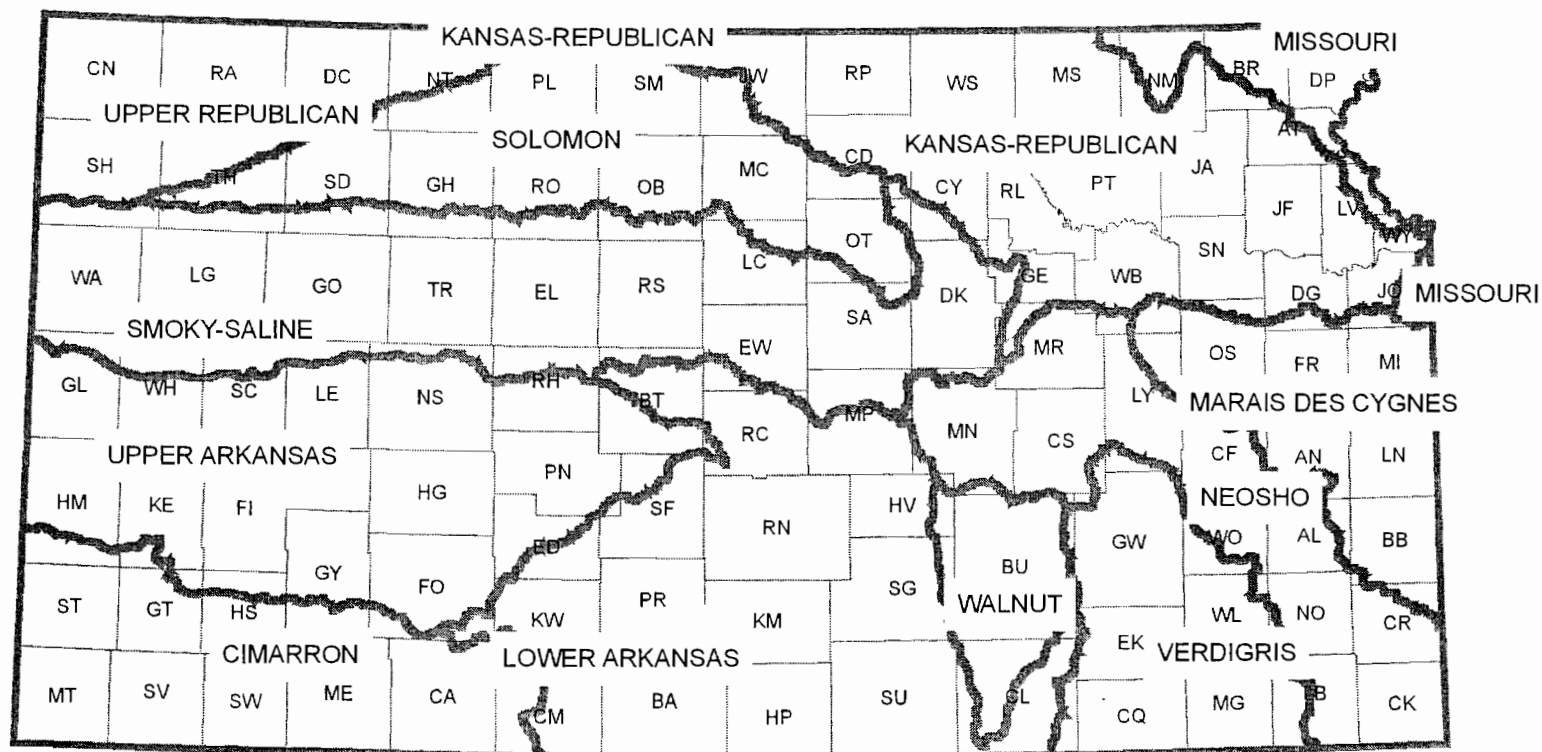 KANSAS-REPUBLICAN
MISSOURI
CN RA DC NT PL SM JW RP WS MS NM BR DP
UPPER REPUBLICAN
SOLOMON
KANSAS-REPUBLICAN
AT
SH TH SD GH RO OB MC CD CY RL PT JA
JF LV
WY
OT
WA LG GO TR EL RS LC DK GE WB SN
DG JO
MISSOURI
SMOKY-SALINE
SA
EW
MR
OS FR MI
GL WH SC LE NS RH BT
MP
LY
MARAIS DES CYGNES
RC MN CS
CF AN LN
UPPER ARKANSAS
PN
NEOSHO
HM KE FI HG SF RN HV
ED
GW
WO AL BB
GY FO
BU
ST GT HS KW PR KM SG
WALNUT
WL NO CR
EK
CIMARRON
LOWER ARKANSAS
VERDIGRIS
MT SV SW ME CA CM BA HP SU CL CQ MG CK